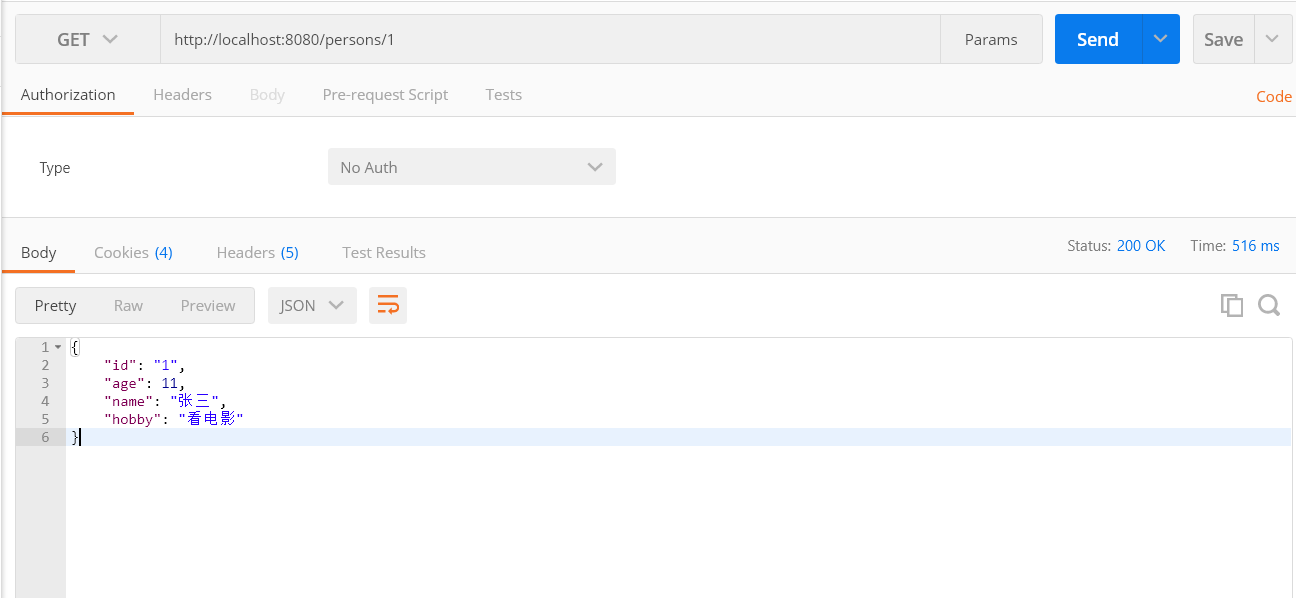 GET http://localhost:8080/persons/1 Params Send Save
Authorization Headers Body Pre-request Script Tests Code
Type No Auth
Body Cookies (4) Headers (5) Test Results Status: 200 OK Time: 516 ms
Pretty Raw Preview JSON
1 {
2 "id": "1",
3 "age": 11,
4 "name": "张三",
5 "hobby": "看电影"
6 }